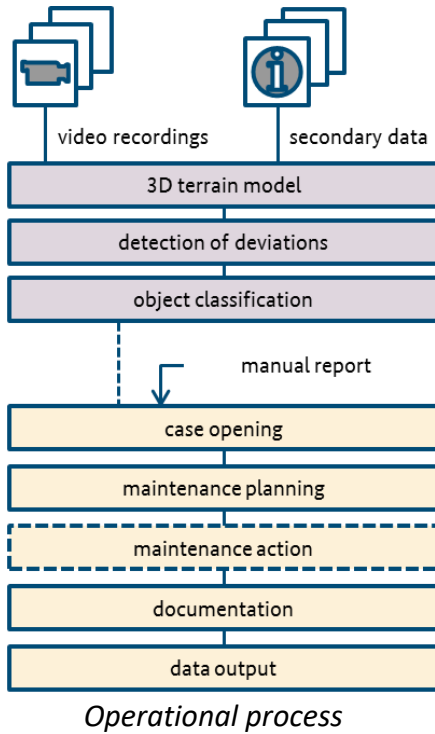 video recordings
secondary data
3D terrain model
detection of deviations
object classification
manual report
case opening
maintenance planning
maintenance action
documentation
data output
Operational process